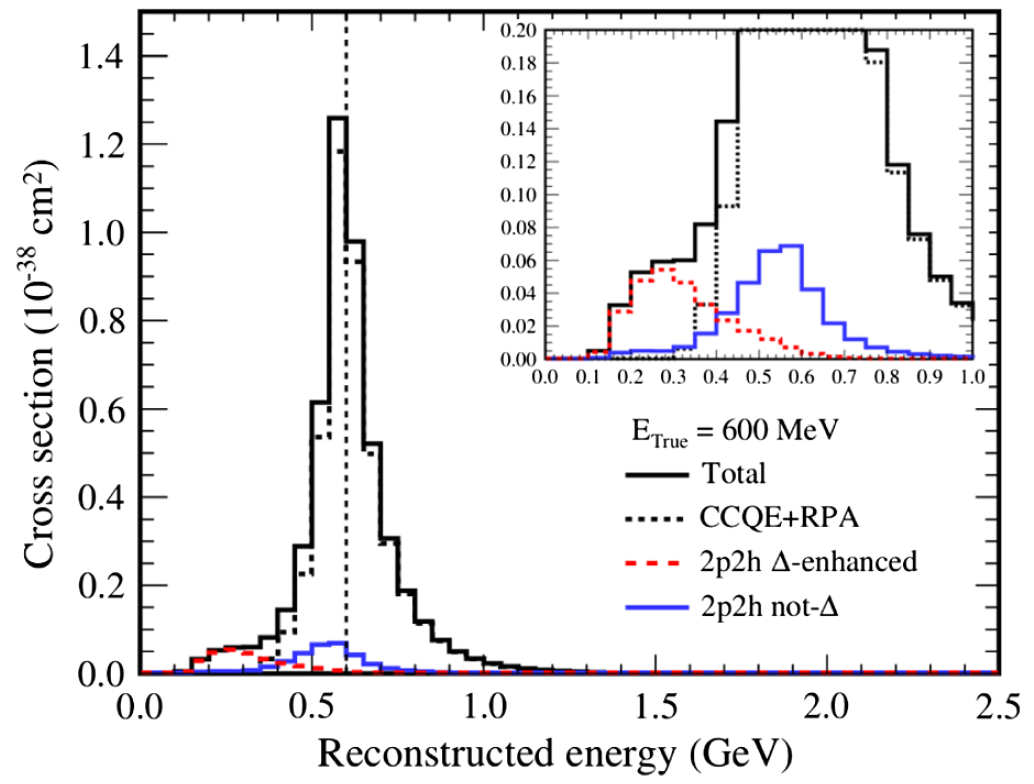 Cross section (10⁻³⁸ cm²)
1.4
1.2
1.0
0.8
0.6
0.4
0.2
0.0
0.0 0.5 1.0 1.5 2.0 2.5
Reconstructed energy (GeV)
0.20
0.18
0.16
0.14
0.12
0.10
0.08
0.06
0.04
0.02
0.00
0.0 0.1 0.2 0.3 0.4 0.5 0.6 0.7 0.8 0.9 1.0
E_True = 600 MeV
Total
CCQE+RPA
2p2h Δ-enhanced
2p2h not-Δ